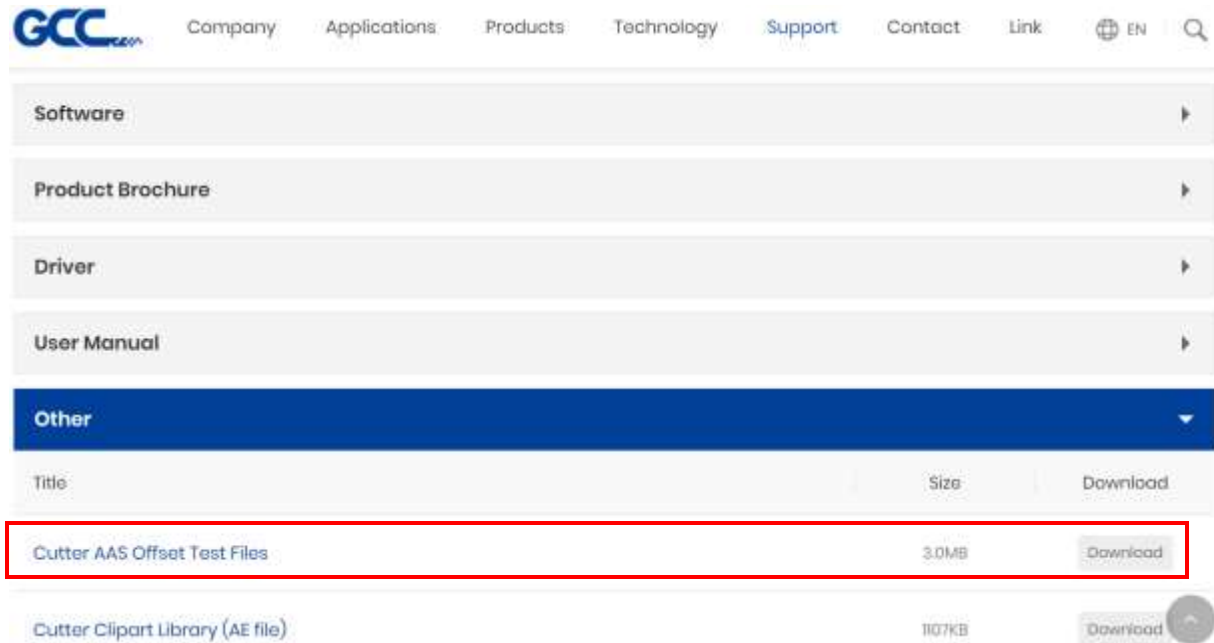 GCC.com Company Applications Products Technology Support Contact Link EN
Software
Product Brochure
Driver
User Manual
Other
Title Size Download
Cutter AAS Offset Test Files 3.0MB Download
Cutter Clipart Library (AE file) 1107KB Download